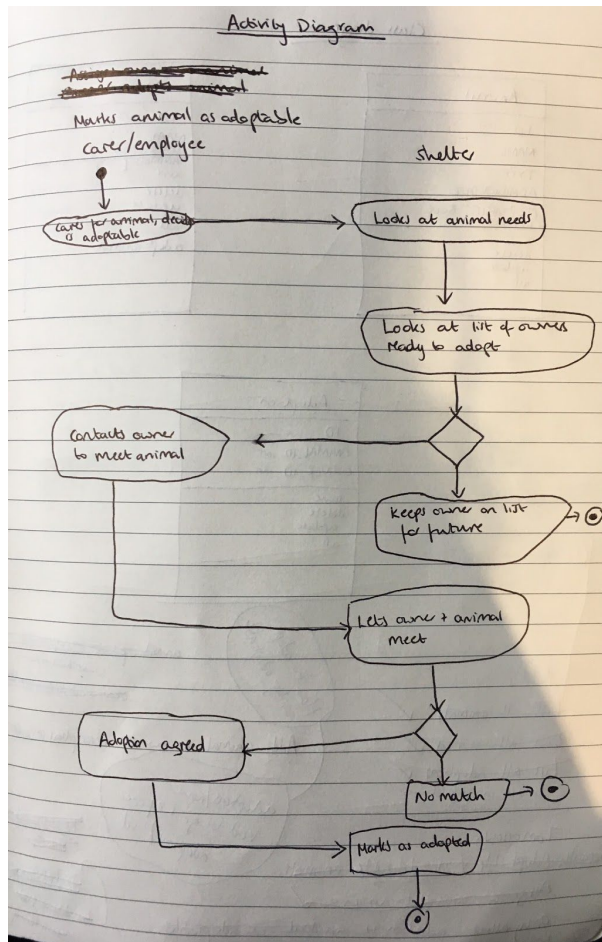 Activity Diagram
Marks animal as adoptable
carer/employee
shelter
cares for animal, decides
is adoptable
Looks at animal needs
Looks at list of owners
ready to adopt
Contacts owner
to meet animal
Keeps owner on list
for future
Lets owner + animal
meet
Adoption agreed
No match
Marks as adopted